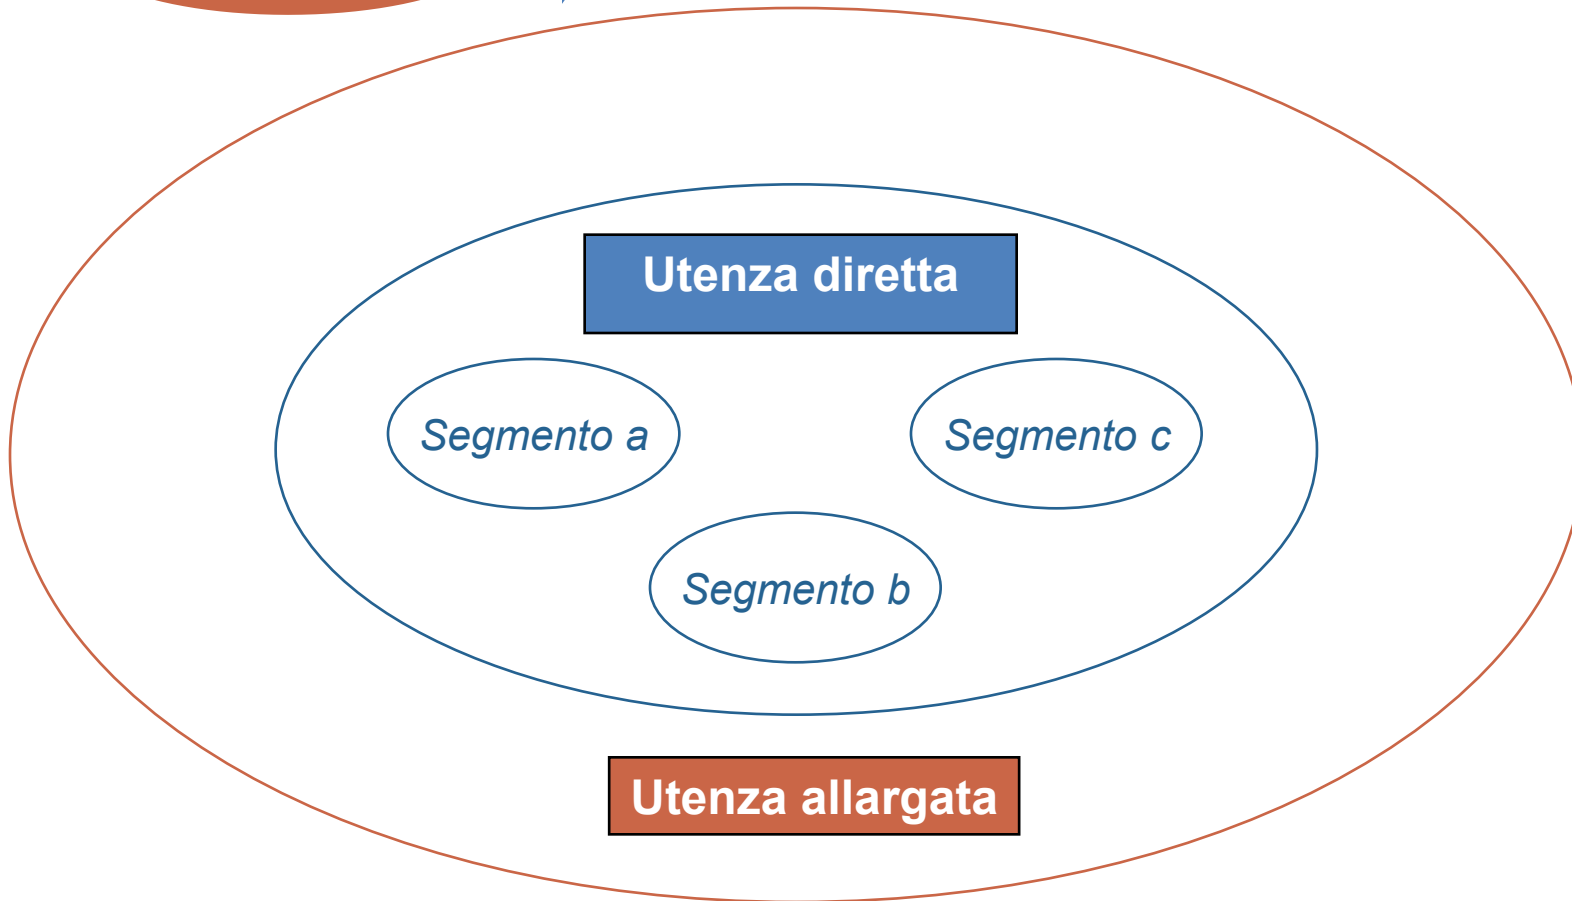 Utenza diretta
Segmento a
Segmento c
Segmento b
Utenza allargata